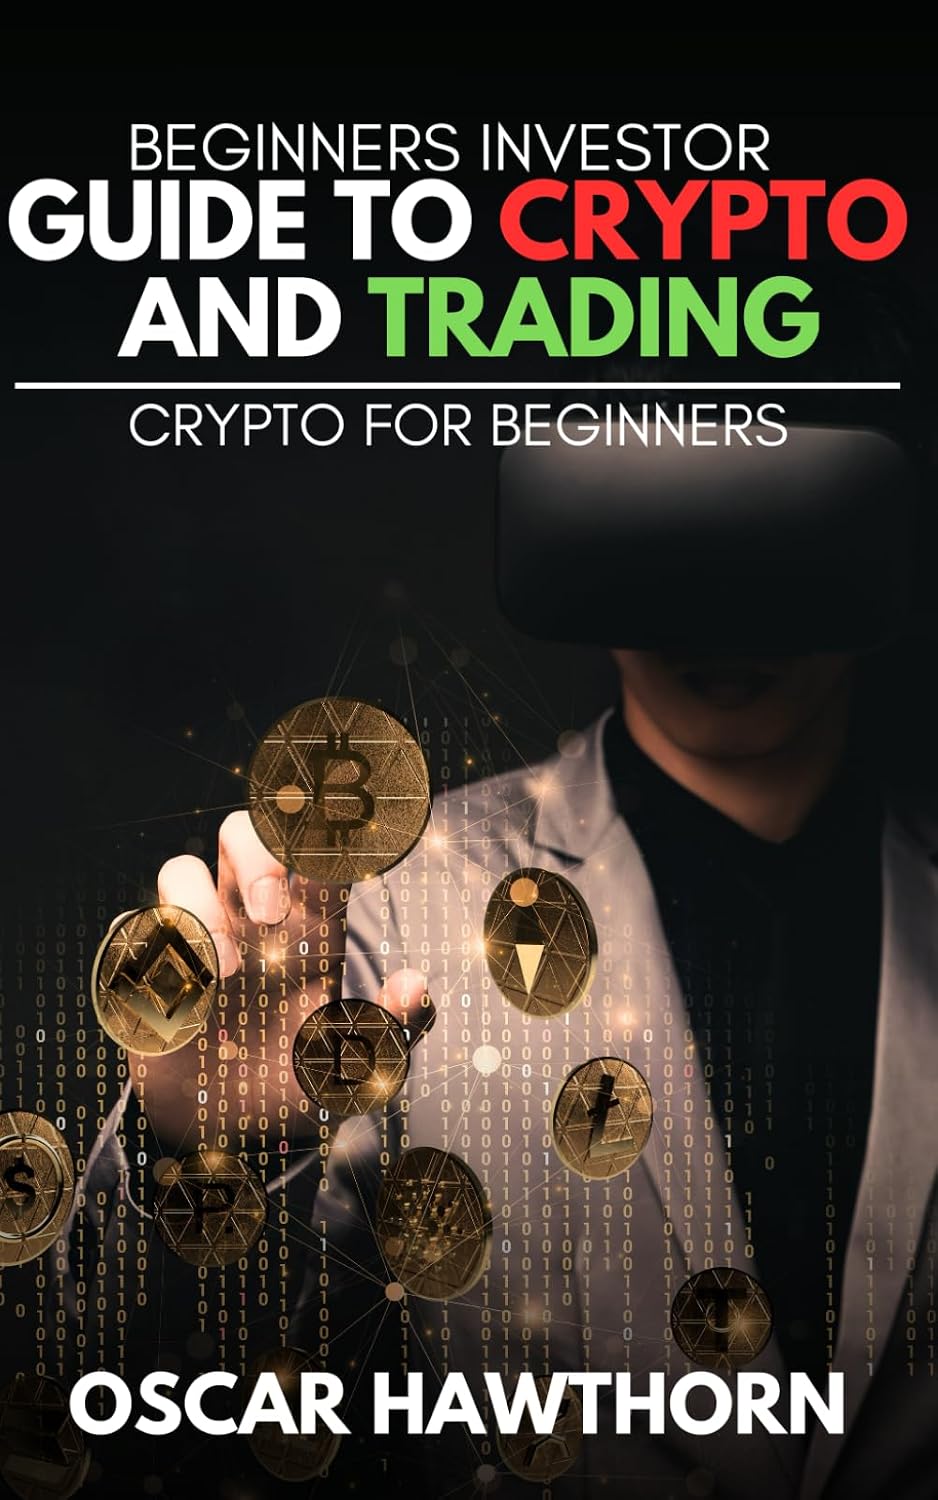 BEGINNERS INVESTOR
GUIDE TO CRYPTO
AND TRADING
CRYPTO FOR BEGINNERS
OSCAR HAWTHORN